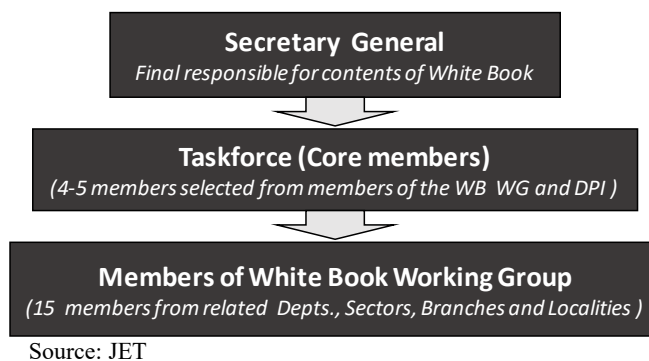 Secretary General
Final responsible for contents of White Book
Taskforce (Core members)
(4-5 members selected from members of the WB WG and DPI )
Members of White Book Working Group
(15 members from related Depts., Sectors, Branches and Localities )
Source: JET